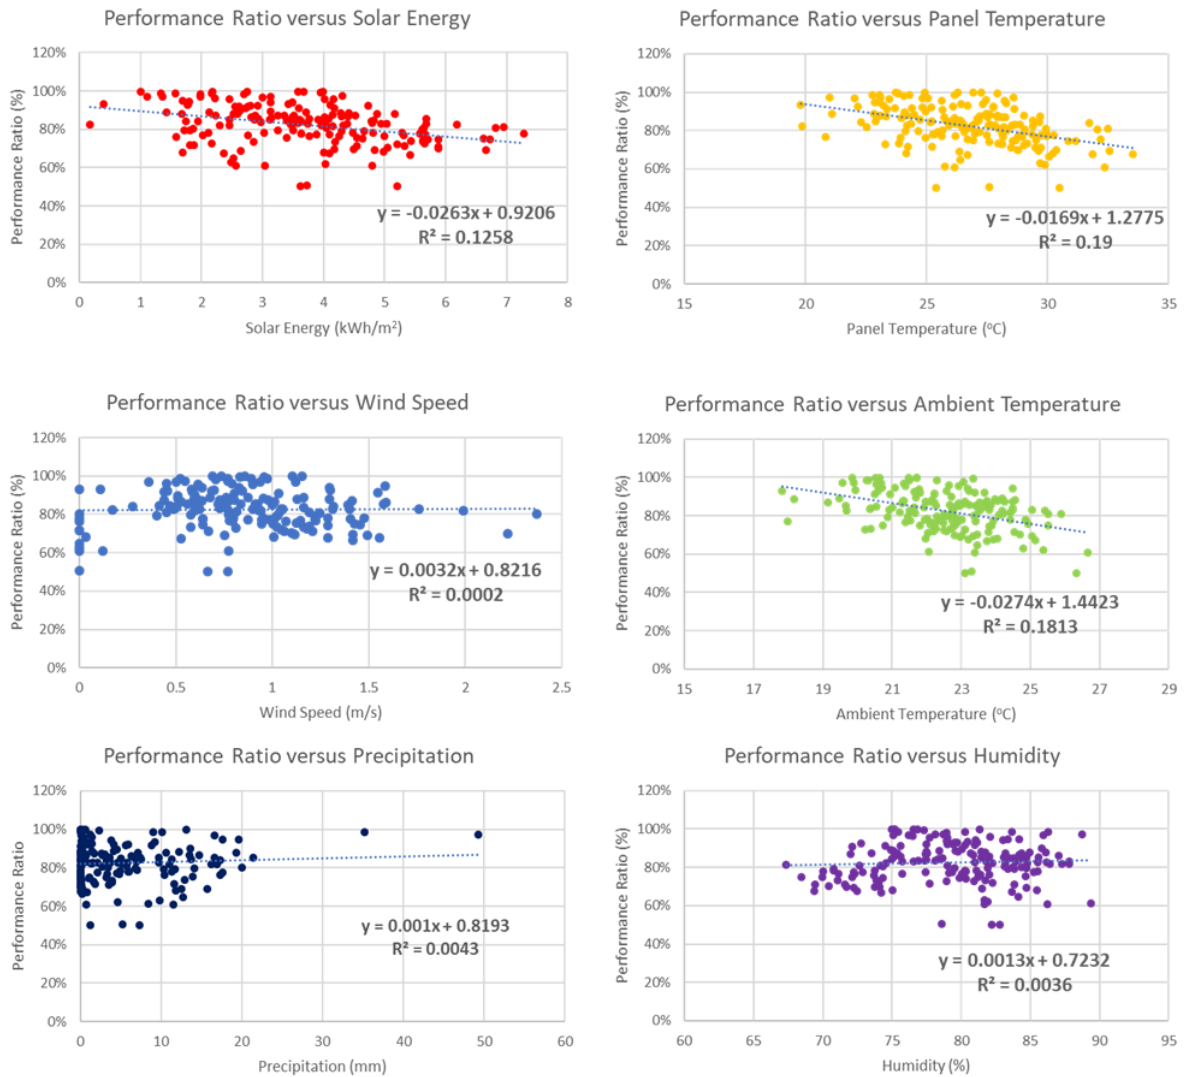 Performance Ratio versus Solar Energy
120%
100%
80%
60%
40%
20%
0%
Performance Ratio (%)
y = -0.0263x + 0.9206
R² = 0.1258
0 1 2 3 4 5 6 7 8
Solar Energy (kWh/m²)
Performance Ratio versus Panel Temperature
120%
100%
80%
60%
40%
20%
0%
Performance Ratio (%)
y = -0.0169x + 1.2775
R² = 0.19
15 20 25 30 35
Panel Temperature (°C)
Performance Ratio versus Wind Speed
120%
100%
80%
60%
40%
20%
0%
Performance Ratio (%)
y = 0.0032x + 0.8216
R² = 0.0002
0 0.5 1 1.5 2 2.5
Wind Speed (m/s)
Performance Ratio versus Ambient Temperature
120%
100%
80%
60%
40%
20%
0%
Performance Ratio (%)
y = -0.0274x + 1.4423
R² = 0.1813
15 17 19 21 23 25 27 29
Ambient Temperature (°C)
Performance Ratio versus Precipitation
120%
100%
80%
60%
40%
20%
0%
Performance Ratio
y = 0.001x + 0.8193
R² = 0.0043
0 10 20 30 40 50 60
Precipitation (mm)
Performance Ratio versus Humidity
120%
100%
80%
60%
40%
20%
0%
Performance Ratio (%)
y = 0.0013x + 0.7232
R² = 0.0036
60 65 70 75 80 85 90 95
Humidity (%)